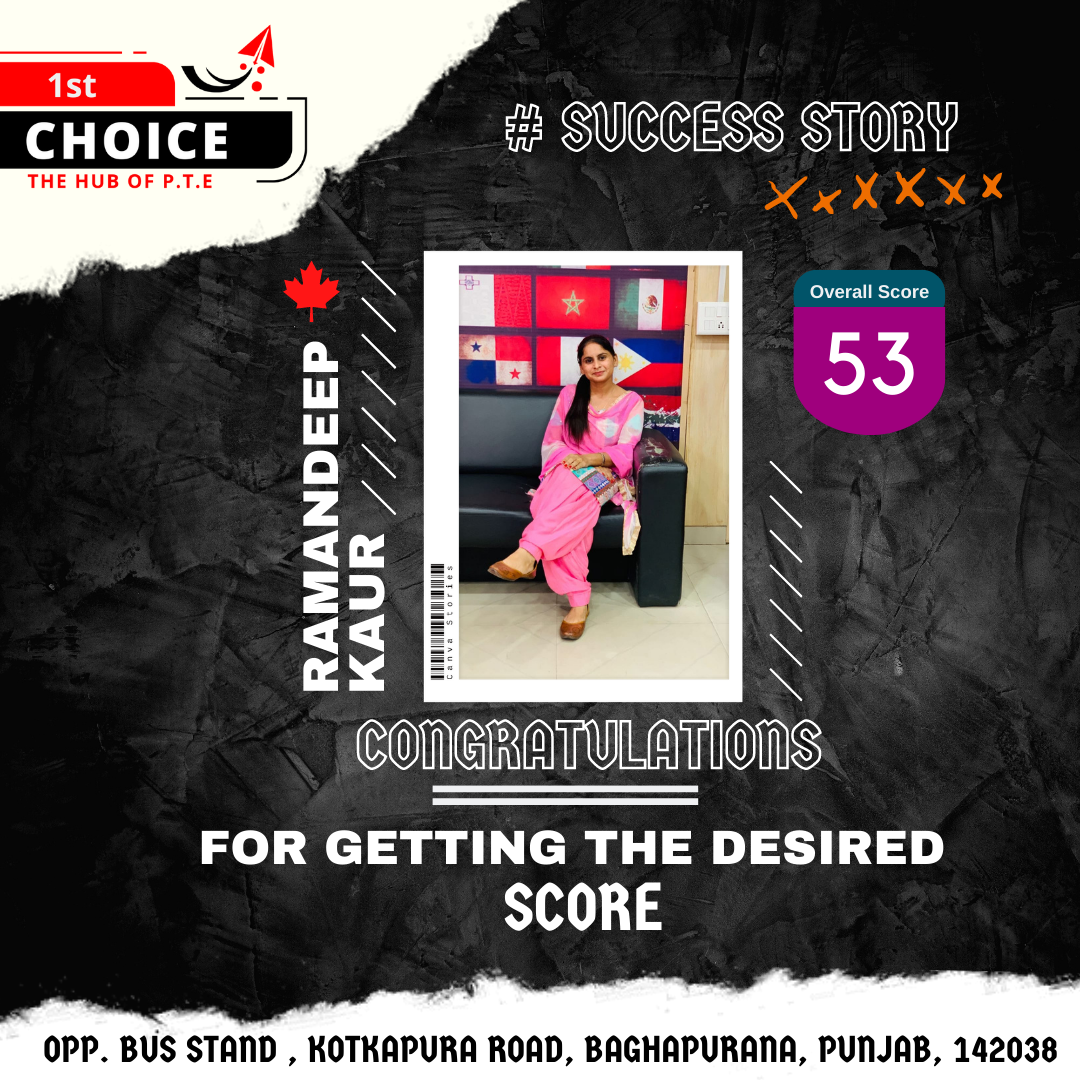 1st
CHOICE
THE HUB OF P.T.E
# SUCCESS STORY
Overall Score
53
RAMANDEEP
KAUR
Canva Stories
CONGRATULATIONS
FOR GETTING THE DESIRED
SCORE
OPP. BUS STAND , KOTKAPURA ROAD, BAGHAPURANA, PUNJAB, 142038